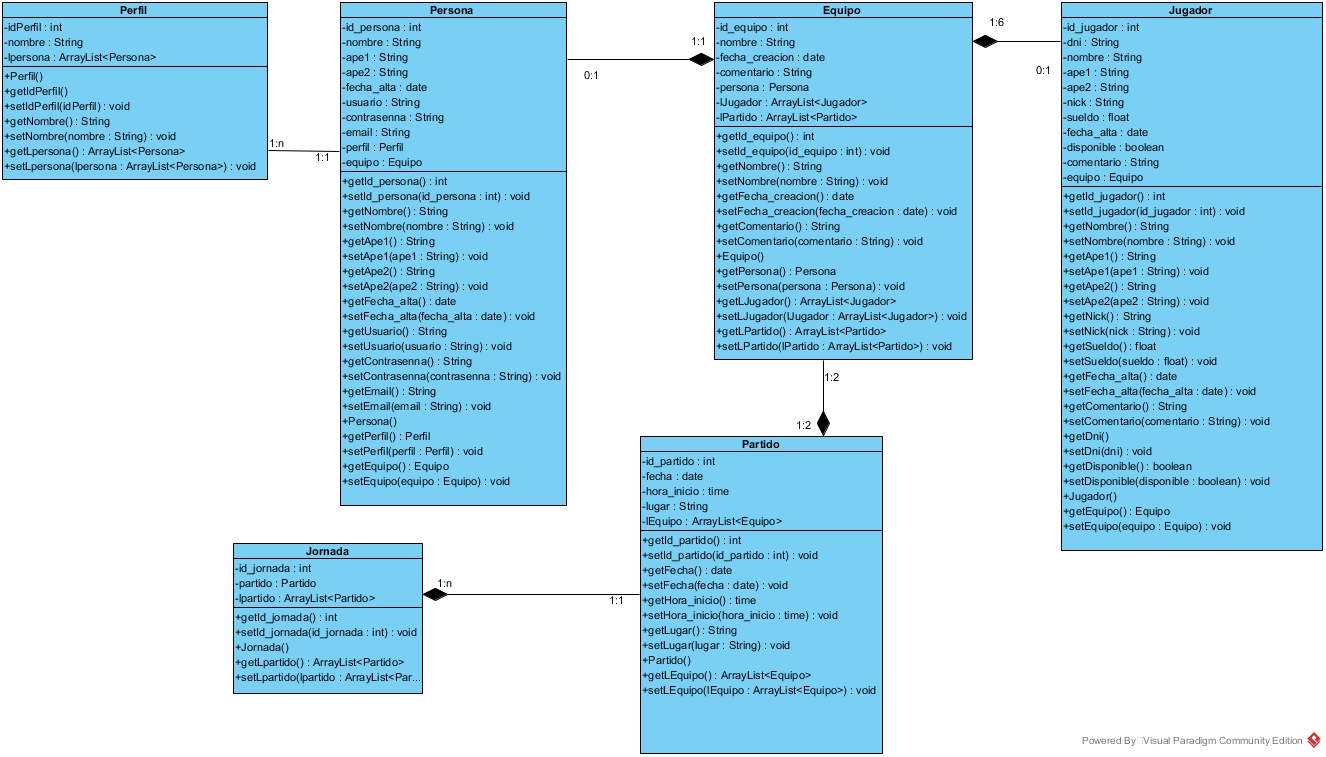 Perfil
-idPerfil : int
-nombre : String
-lpersona : ArrayList<Persona>
+Perfil()
+getIdPerfil()
+setIdPerfil(idPerfil) : void
+getNombre() : String
+setNombre(nombre : String) : void
+getLpersona() : ArrayList<Persona>
+setLpersona(lpersona : ArrayList<Persona>) : void
1:n
1:1
Persona
-id_persona : int
-nombre : String
-ape1 : String
-ape2 : String
-fecha_alta : date
-usuario : String
-contrasenna : String
-email : String
-perfil : Perfil
-equipo : Equipo
+getId_persona() : int
+setId_persona(id_persona : int) : void
+getNombre() : String
+setNombre(nombre : String) : void
+getApe1() : String
+setApe1(ape1 : String) : void
+getApe2() : String
+setApe2(ape2 : String) : void
+getFecha_alta() : date
+setFecha_alta(fecha_alta : date) : void
+getUsuario() : String
+setUsuario(usuario : String) : void
+getContrasenna() : String
+setContrasenna(contrasenna : String) : void
+getEmail() : String
+setEmail(email : String) : void
+Persona()
+getPerfil() : Perfil
+setPerfil(perfil : Perfil) : void
+getEquipo() : Equipo
+setEquipo(equipo : Equipo) : void
1:1
0:1
Equipo
-id_equipo : int
-nombre : String
-fecha_creacion : date
-comentario : String
-persona : Persona
-lJugador : ArrayList<Jugador>
-lPartido : ArrayList<Partido>
+getId_equipo() : int
+setId_equipo(id_equipo : int) : void
+getNombre() : String
+setNombre(nombre : String) : void
+getFecha_creacion() : date
+setFecha_creacion(fecha_creacion : date) : void
+getComentario() : String
+setComentario(comentario : String) : void
+Equipo()
+getPersona() : Persona
+setPersona(persona : Persona) : void
+getLJugador() : ArrayList<Jugador>
+setLJugador(lJugador : ArrayList<Jugador>) : void
+getLPartido() : ArrayList<Partido>
+setLPartido(lPartido : ArrayList<Partido>) : void
1:6
0:1
Jugador
-id_jugador : int
-dni : String
-nombre : String
-ape1 : String
-ape2 : String
-nick : String
-sueldo : float
-fecha_alta : date
-disponible : boolean
-comentario : String
-equipo : Equipo
+getId_jugador() : int
+setId_jugador(id_jugador : int) : void
+getNombre() : String
+setNombre(nombre : String) : void
+getApe1() : String
+setApe1(ape1 : String) : void
+getApe2() : String
+setApe2(ape2 : String) : void
+getNick() : String
+setNick(nick : String) : void
+getSueldo() : float
+setSueldo(sueldo : float) : void
+getFecha_alta() : date
+setFecha_alta(fecha_alta : date) : void
+getComentario() : String
+setComentario(comentario : String) : void
+getDni()
+setDni(dni) : void
+getDisponible() : boolean
+setDisponible(disponible : boolean) : void
+Jugador()
+getEquipo() : Equipo
+setEquipo(equipo : Equipo) : void
1:2
1:2
Partido
-id_partido : int
-fecha : date
-hora_inicio : time
-lugar : String
-lEquipo : ArrayList<Equipo>
+getId_partido() : int
+setId_partido(id_partido : int) : void
+getFecha() : date
+setFecha(fecha : date) : void
+getHora_inicio() : time
+setHora_inicio(hora_inicio : time) : void
+getLugar() : String
+setLugar(lugar : String) : void
+Partido()
+getLEquipo() : ArrayList<Equipo>
+setLEquipo(lEquipo : ArrayList<Equipo>) : void
Jornada
-id_jornada : int
-partido : Partido
-lpartido : ArrayList<Partido>
+getId_jornada() : int
+setId_jornada(id_jornada : int) : void
+Jornada()
+getLpartido() : ArrayList<Partido>
+setLpartido(lpartido : ArrayList<Par...
1:n
1:1
Powered By Visual Paradigm Community Edition